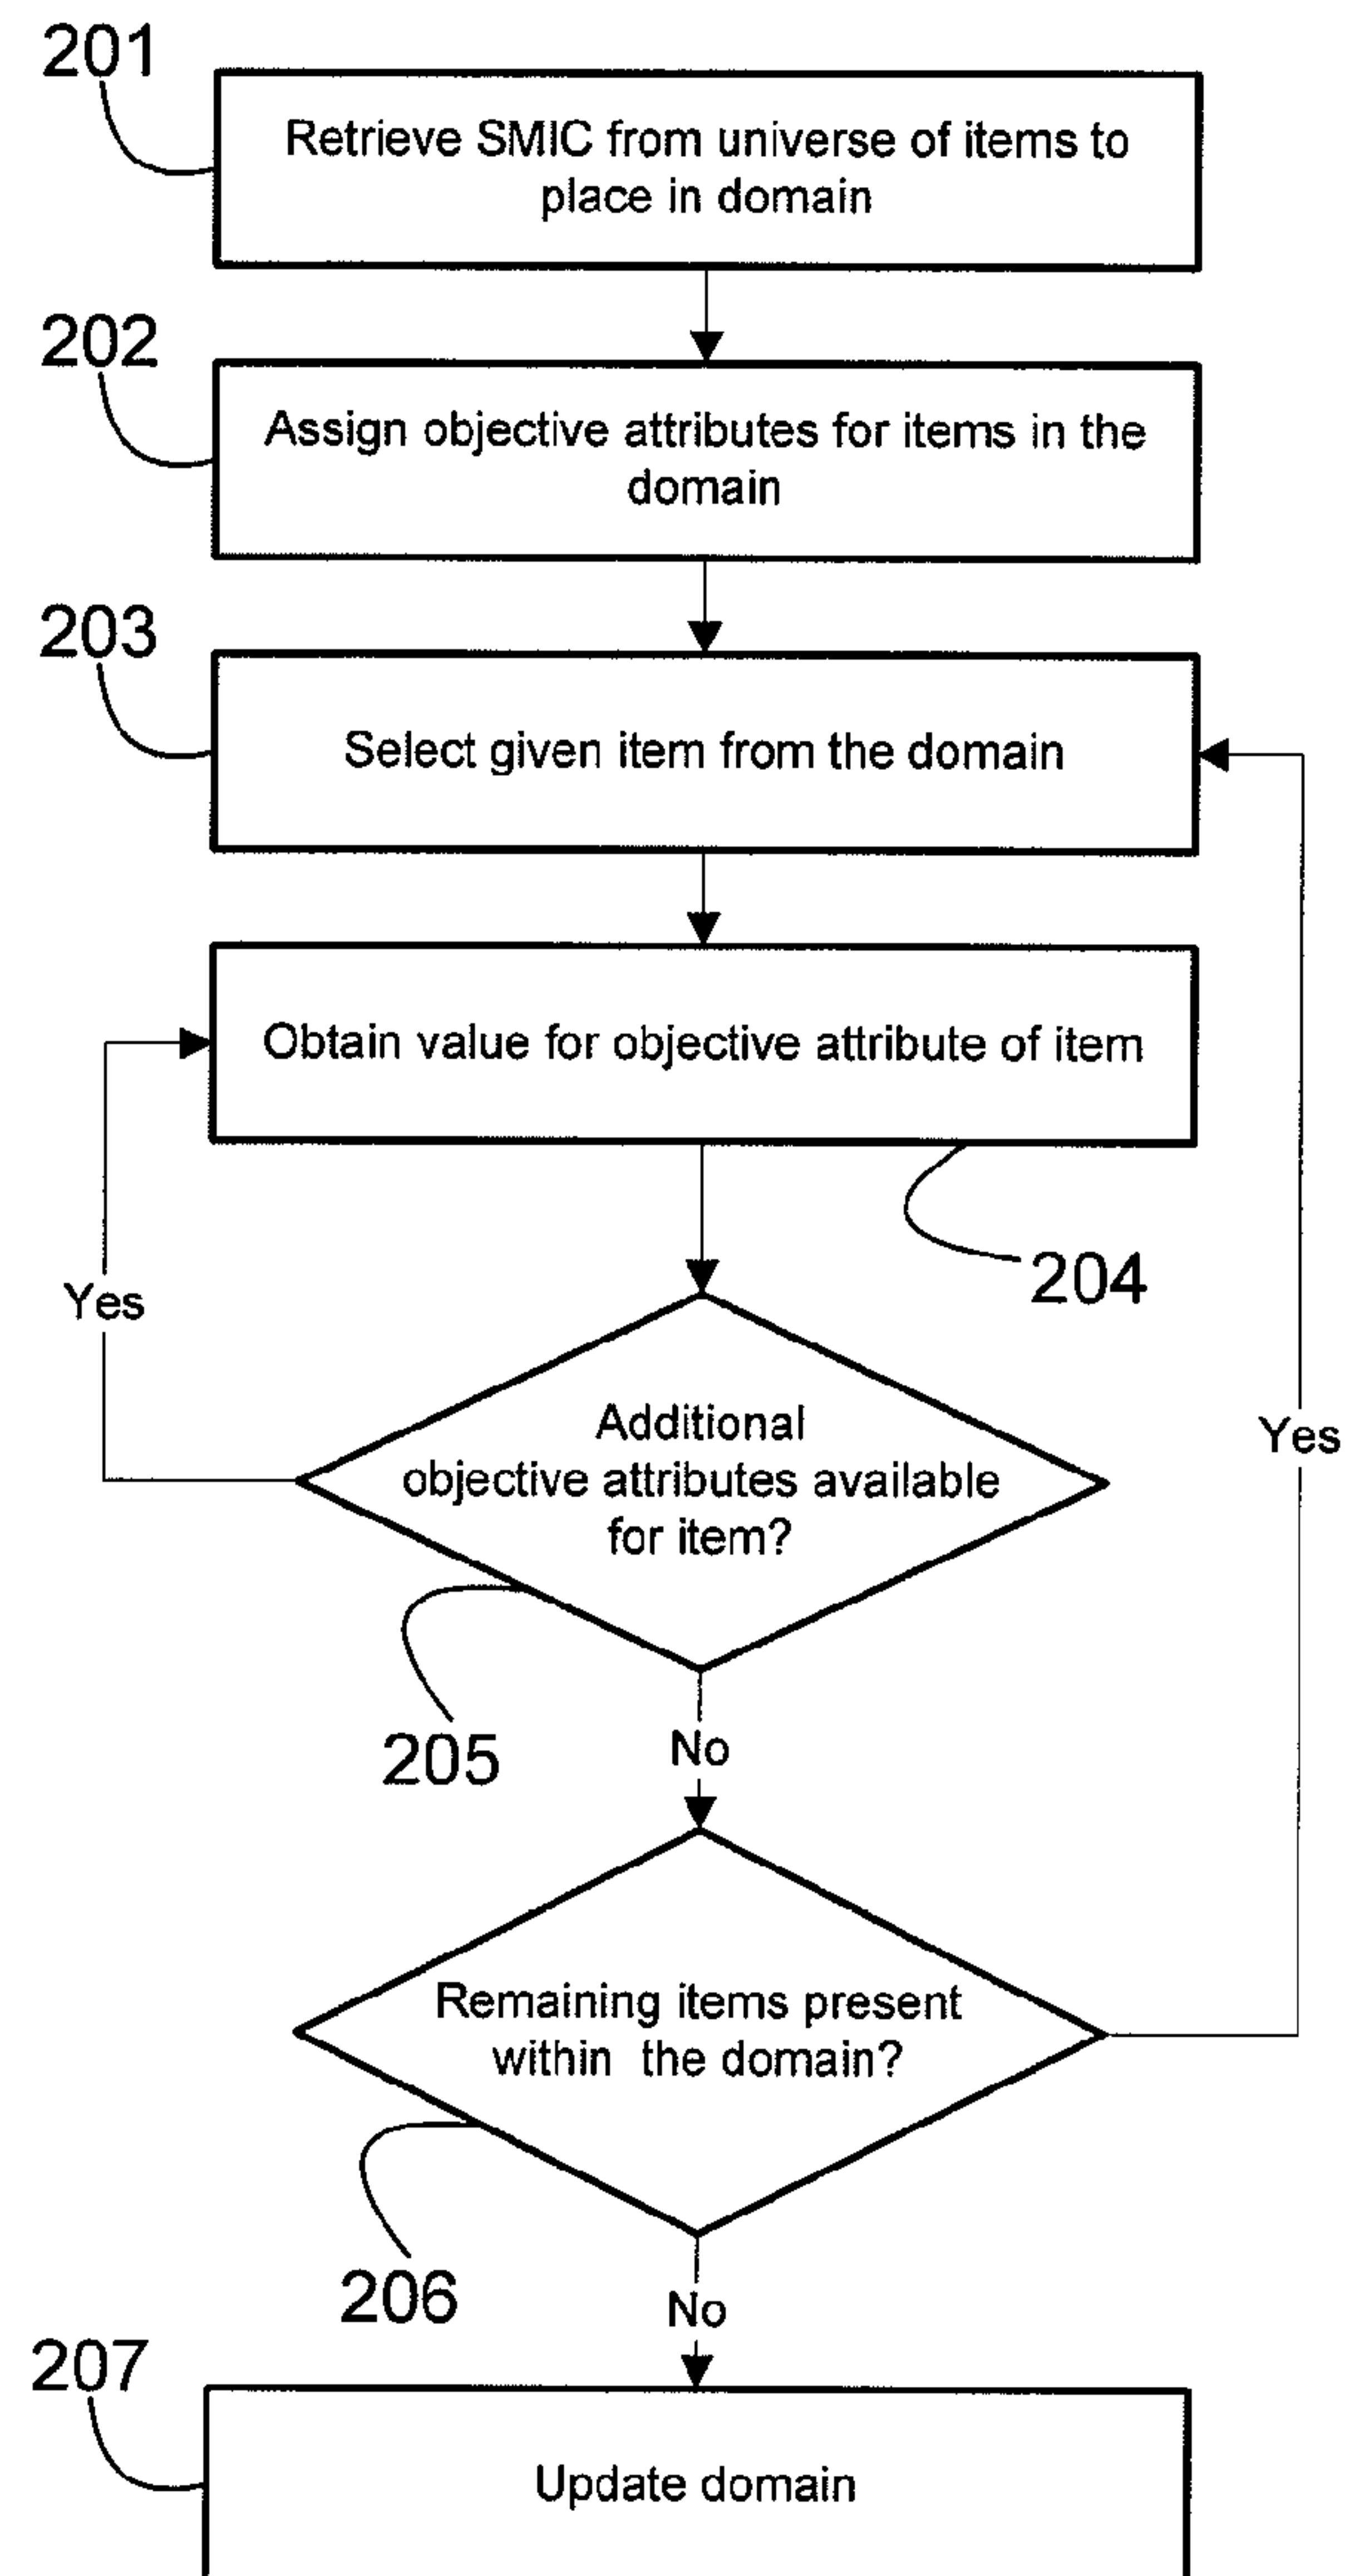 201
Retrieve SMIC from universe of items to
place in domain
202
Assign objective attributes for items in the
domain
203
Select given item from the domain
Obtain value for objective attribute of item
204
Yes
Additional
objective attributes available
for item?
Yes
205
No
Remaining items present
within the domain?
206
No
207
Update domain